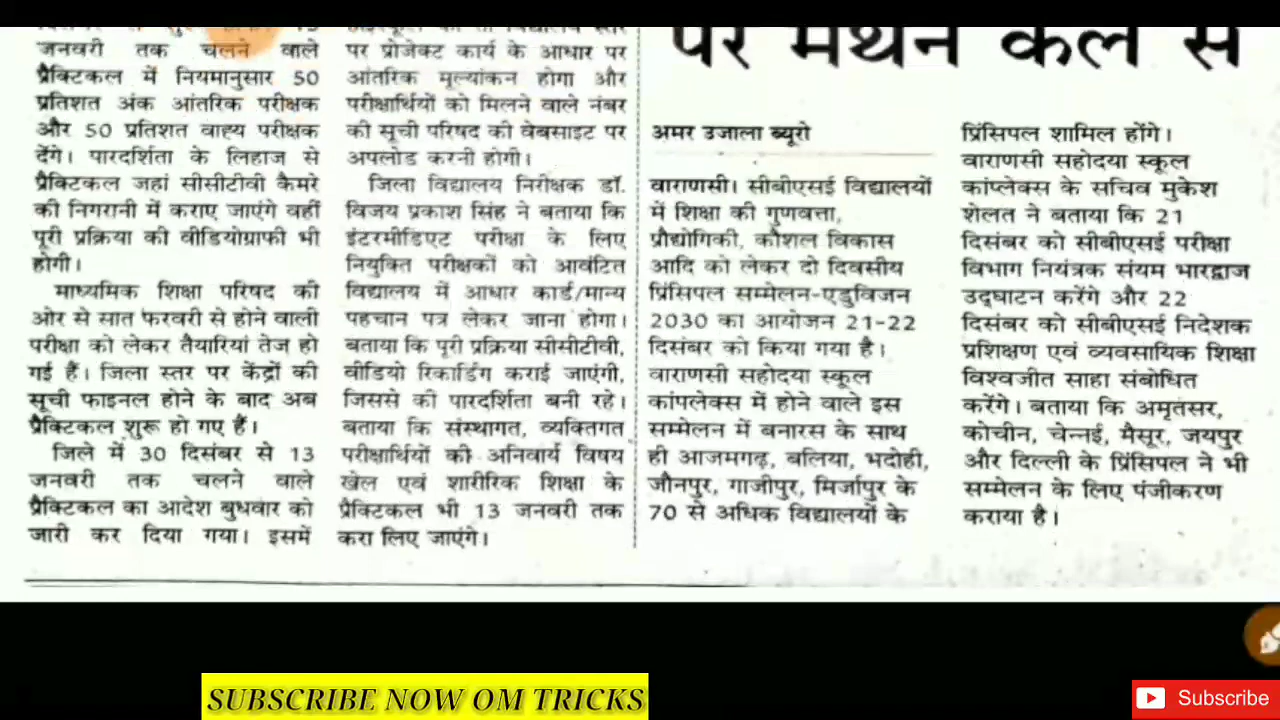 जनवरी तक चलने वाले
प्रैक्टिकल में नियमानुसार 50
प्रतिशत अंक आंतरिक परीक्षक
और 50 प्रतिशत वाह्य परीक्षक
देंगे। पारदर्शिता के लिहाज से
प्रैक्टिकल जहां सीसीटीवी कैमरे
की निगरानी में कराए जाएंगे वहीं
पूरी प्रक्रिया की वीडियोग्राफी भी
होगी।
माध्यमिक शिक्षा परिषद की
ओर से सात फरवरी से होने वाली
परीक्षा को लेकर तैयारियां तेज हो
गई हैं। जिला स्तर पर केंद्रों की
सूची फाइनल होने के बाद अब
प्रैक्टिकल शुरू हो गए हैं।
जिले में 30 दिसंबर से 13
जनवरी तक चलने वाले
प्रैक्टिकल का आदेश बुधवार को
जारी कर दिया गया। इसमें
पर प्रोजेक्ट कार्य के आधार पर
आंतरिक मूल्यांकन होगा और
परीक्षार्थियों को मिलने वाले नंबर
की सूची परिषद की वेबसाइट पर
अपलोड करनी होगी।
जिला विद्यालय निरीक्षक डॉ.
विजय प्रकाश सिंह ने बताया कि
इंटरमीडिएट परीक्षा के लिए
नियुक्ति परीक्षकों को आवंटित
विद्यालय में आधार कार्ड/मान्य
पहचान पत्र लेकर जाना होगा।
बताया कि पूरी प्रक्रिया सीसीटीवी,
वीडियो रिकार्डिंग कराई जाएंगी,
जिससे की पारदर्शिता बनी रहे।
बताया कि संस्थागत, व्यक्तिगत
परीक्षार्थियों की अनिवार्य विषय
खेल एवं शारीरिक शिक्षा के
प्रैक्टिकल भी 13 जनवरी तक
करा लिए जाएंगे।
पर मंथन कल से
अमर उजाला ब्यूरो
वाराणसी। सीबीएसई विद्यालयों
में शिक्षा की गुणवत्ता,
प्रौद्योगिकी, कौशल विकास
आदि को लेकर दो दिवसीय
प्रिंसिपल सम्मेलन-एडुविजन
2030 का आयोजन 21-22
दिसंबर को किया गया है।
वाराणसी सहोदया स्कूल
कांपलेक्स में होने वाले इस
सम्मेलन में बनारस के साथ
ही आजमगढ़, बलिया, भदोही,
जौनपुर, गाजीपुर, मिर्जापुर के
70 से अधिक विद्यालयों के
प्रिंसिपल शामिल होंगे।
वाराणसी सहोदया स्कूल
कांप्लेक्स के सचिव मुकेश
शेलत ने बताया कि 21
दिसंबर को सीबीएसई परीक्षा
विभाग नियंत्रक संयम भारद्वाज
उद्घाटन करेंगे और 22
दिसंबर को सीबीएसई निदेशक
प्रशिक्षण एवं व्यवसायिक शिक्षा
विश्वजीत साहा संबोधित
करेंगे। बताया कि अमृतसर,
कोचीन, चेन्नई, मैसूर, जयपुर
और दिल्ली के प्रिंसिपल ने भी
सम्मेलन के लिए पंजीकरण
कराया है।
SUBSCRIBE NOW OM TRICKS
Subscribe